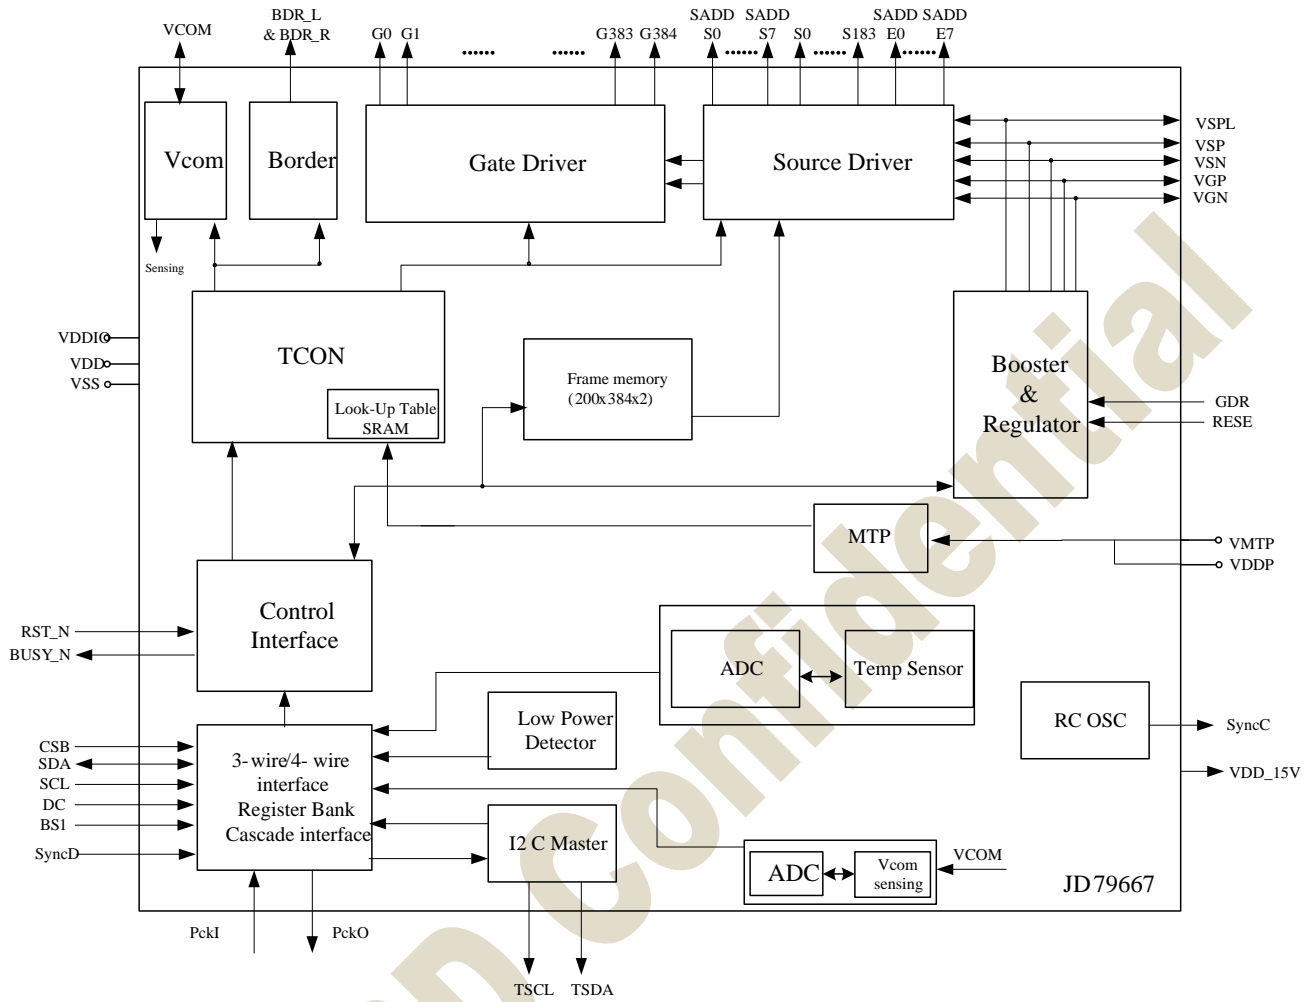 BDR_L
& BDR_R
VCOM
G0 G1 ...... ...... G383 G384
SADD S0 ...... SADD S7 S0 ...... S183 SADD E0 ...... SADD E7
Vcom
Border
Gate Driver
Source Driver
VSPL
VSP
VSN
VGP
VGN
Sensing
VDDIO
VDD
VSS
TCON
Look-Up Table
SRAM
Frame memory
(200x384x2)
Booster
&
Regulator
GDR
RESE
MTP
VMTP
VDDP
Control
Interface
RST_N
BUSY_N
ADC
Temp Sensor
Low Power
Detector
RC OSC
SyncC
VDD_15V
CSB
SDA
SCL
DC
BS1
SyncD
3-wire/4- wire
interface
Register Bank
Cascade interface
I2 C Master
ADC
Vcom
sensing
VCOM
JD79667
PckI
PckO
TSCL
TSDA
Confidential